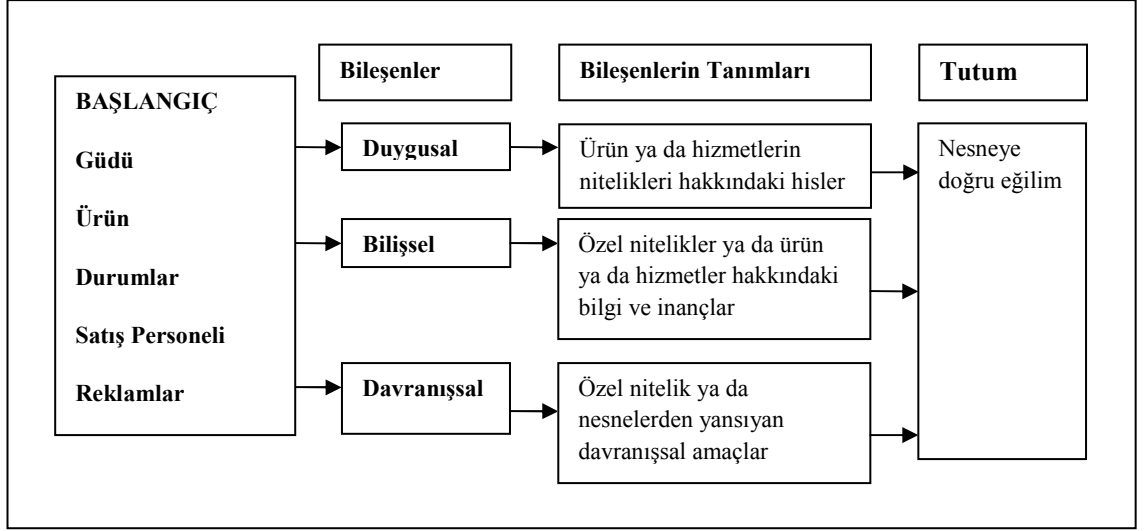 Bileşenler
Bileşenlerin Tanımları
Tutum
BAŞLANGIÇ
Güdü
Ürün
Durumlar
Satış Personeli
Reklamlar
Duygusal
Ürün ya da hizmetlerin
nitelikleri hakkındaki hisler
Nesneye
doğru eğilim
Bilişsel
Özel nitelikler ya da ürün
ya da hizmetler hakkındaki
bilgi ve inançlar
Davranışsal
Özel nitelik ya da
nesnelerden yansıyan
davranışsal amaçlar